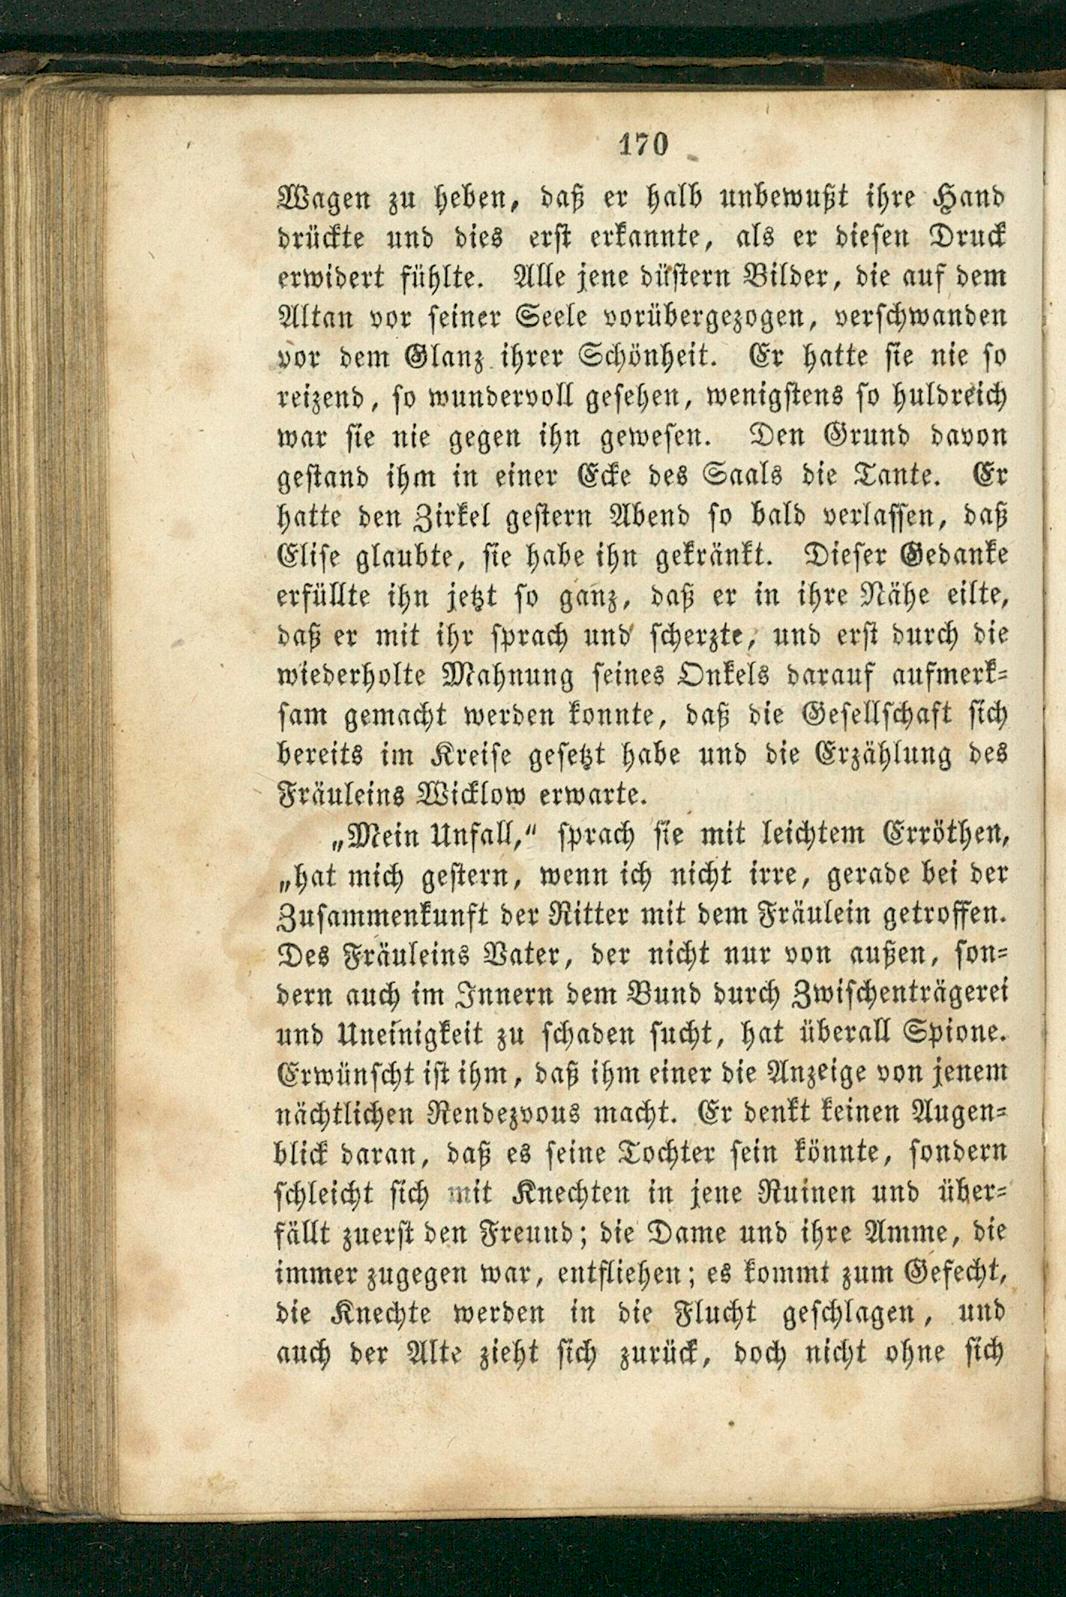 170
Wagen zu heben, daß er halb unbewußt ihre Hand
drückte und dies erst erkannte, als er diesen Druck
erwidert fühlte. Alle jene düstern Bilder, die auf dem
Altan vor seiner Seele vorübergezogen, verschwanden
vor dem Glanz ihrer Schönheit. Er hatte sie nie so
reizend, so wundervoll gesehen, wenigstens so huldreich
war sie nie gegen ihn gewesen. Den Grund davon
gestand ihm in einer Ecke des Saals die Tante. Er
hatte den Zirkel gestern Abend so bald verlassen, daß
Elise glaubte, sie habe ihn gekränkt. Dieser Gedanke
erfüllte ihn jetzt so ganz, daß er in ihre Nähe eilte,
daß er mit ihr sprach und scherzte, und erst durch die
wiederholte Mahnung seines Onkels darauf aufmerk-
sam gemacht werden konnte, daß die Gesellschaft sich
bereits im Kreise gesetzt habe und die Erzählung des
Fräuleins Wicklow erwarte.
„Mein Unfall,“ sprach sie mit leichtem Erröthen,
„hat mich gestern, wenn ich nicht irre, gerade bei der
Zusammenkunft der Ritter mit dem Fräulein getroffen.
Des Fräuleins Vater, der nicht nur von außen, son-
dern auch im Innern dem Bund durch Zwischenträgerei
und Uneinigkeit zu schaden sucht, hat überall Spione.
Erwünscht ist ihm, daß ihm einer die Anzeige von jenem
nächtlichen Rendezvous macht. Er denkt keinen Augen-
blick daran, daß es seine Tochter sein könnte, sondern
schleicht sich mit Knechten in jene Ruinen und über-
fällt zuerst den Freund; die Dame und ihre Amme, die
immer zugegen war, entfliehen; es kommt zum Gefecht,
die Knechte werden in die Flucht geschlagen, und
auch der Alte zieht sich zurück, doch nicht ohne sich